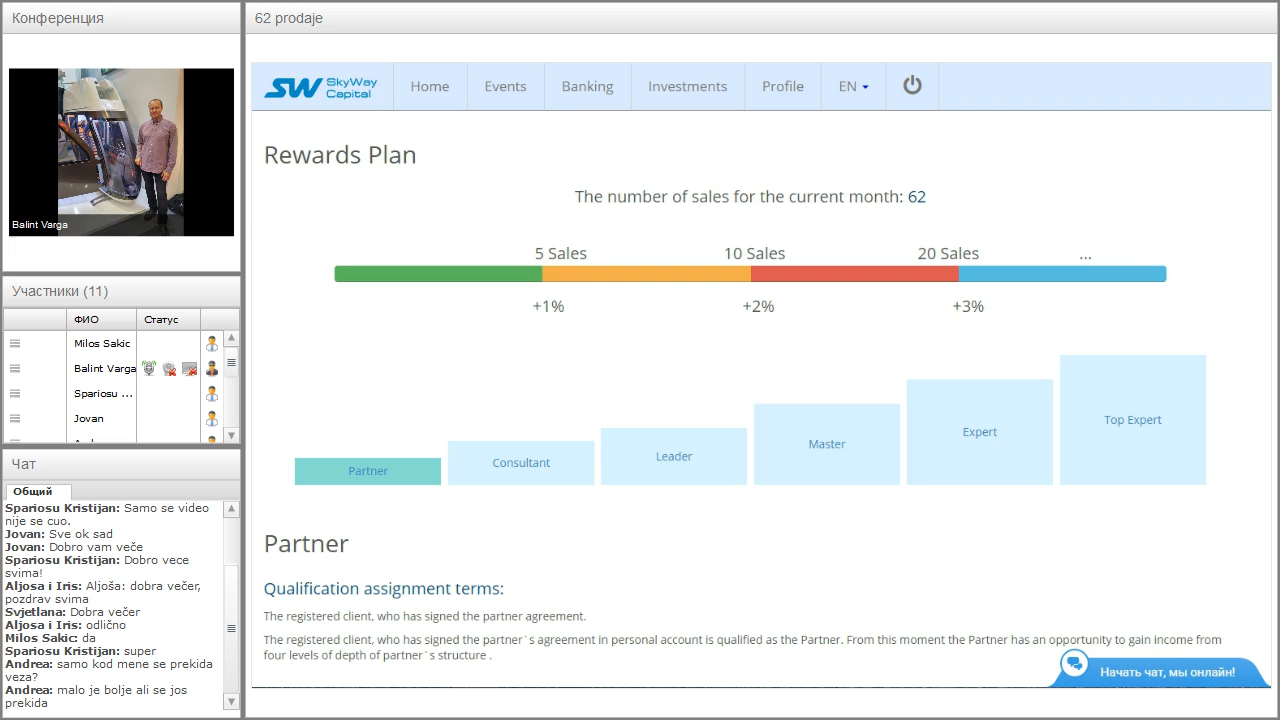 Конференция
Balint Varga
Участники (11)
ФИО
Статус
Milos Sakic
Balint Varga
Spariosu ...
Jovan
Чат
Общий
Spariosu Kristijan: Samo se video
nije se cuo.
Jovan: Sve ok sad
Jovan: Dobro vam veče
Spariosu Kristijan: Dobro vece
svima!
Aljosa i Iris: Aljoša: dobra večer,
pozdrav svima
Svjetlana: Dobra večer
Aljosa i Iris: odlično
Milos Sakic: da
Spariosu Kristijan: super
Andrea: samo kod mene se prekida
veza?
Andrea: malo je bolje ali se jos
prekida
62 prodaje
SW SkyWay
Capital
Home
Events
Banking
Investments
Profile
EN
Rewards Plan
The number of sales for the current month: 62
5 Sales
10 Sales
20 Sales
...
+1%
+2%
+3%
Partner
Consultant
Leader
Master
Expert
Top Expert
Partner
Qualification assignment terms:
The registered client, who has signed the partner agreement.
The registered client, who has signed the partner`s agreement in personal account is qualified as the Partner. From this moment the Partner has an opportunity to gain income from
four levels of depth of partner`s structure .
Начать чат, мы онлайн!